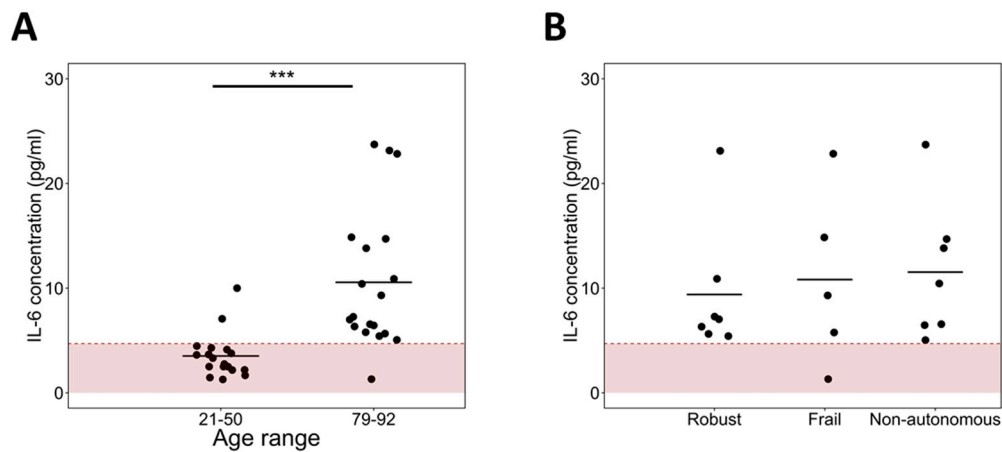 A
IL-6 concentration (pg/ml)
30
20
10
0
***
21-50
79-92
Age range
B
IL-6 concentration (pg/ml)
30
20
10
0
Robust
Frail
Non-autonomous